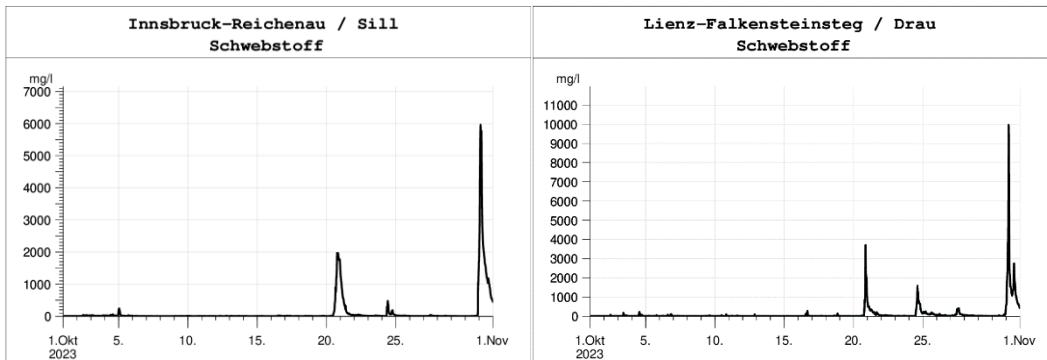 Innsbruck-Reichenau / Sill
Schwebstoff
mg/l
7000
6000
5000
4000
3000
2000
1000
0
1.Okt 5. 10. 15. 20. 25. 1.Nov
2023
Lienz-Falkensteinsteg / Drau
Schwebstoff
mg/l
11000
10000
9000
8000
7000
6000
5000
4000
3000
2000
1000
0
1.Okt 5. 10. 15. 20. 25. 1.Nov
2023